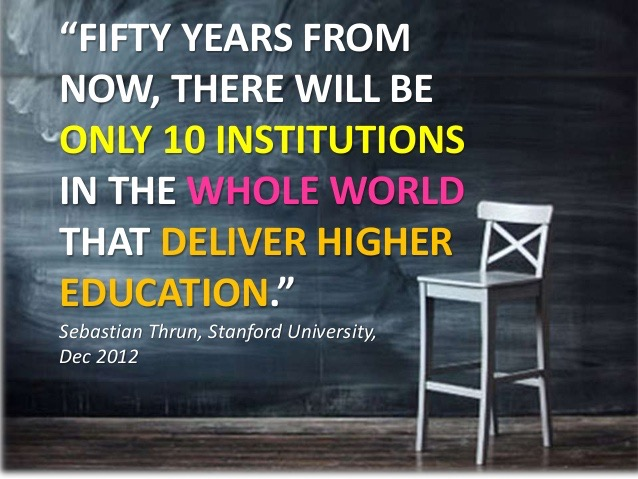 “FIFTY YEARS FROM
NOW, THERE WILL BE
ONLY 10 INSTITUTIONS
IN THE WHOLE WORLD
THAT DELIVER HIGHER
EDUCATION.”
Sebastian Thrun, Stanford University,
Dec 2012